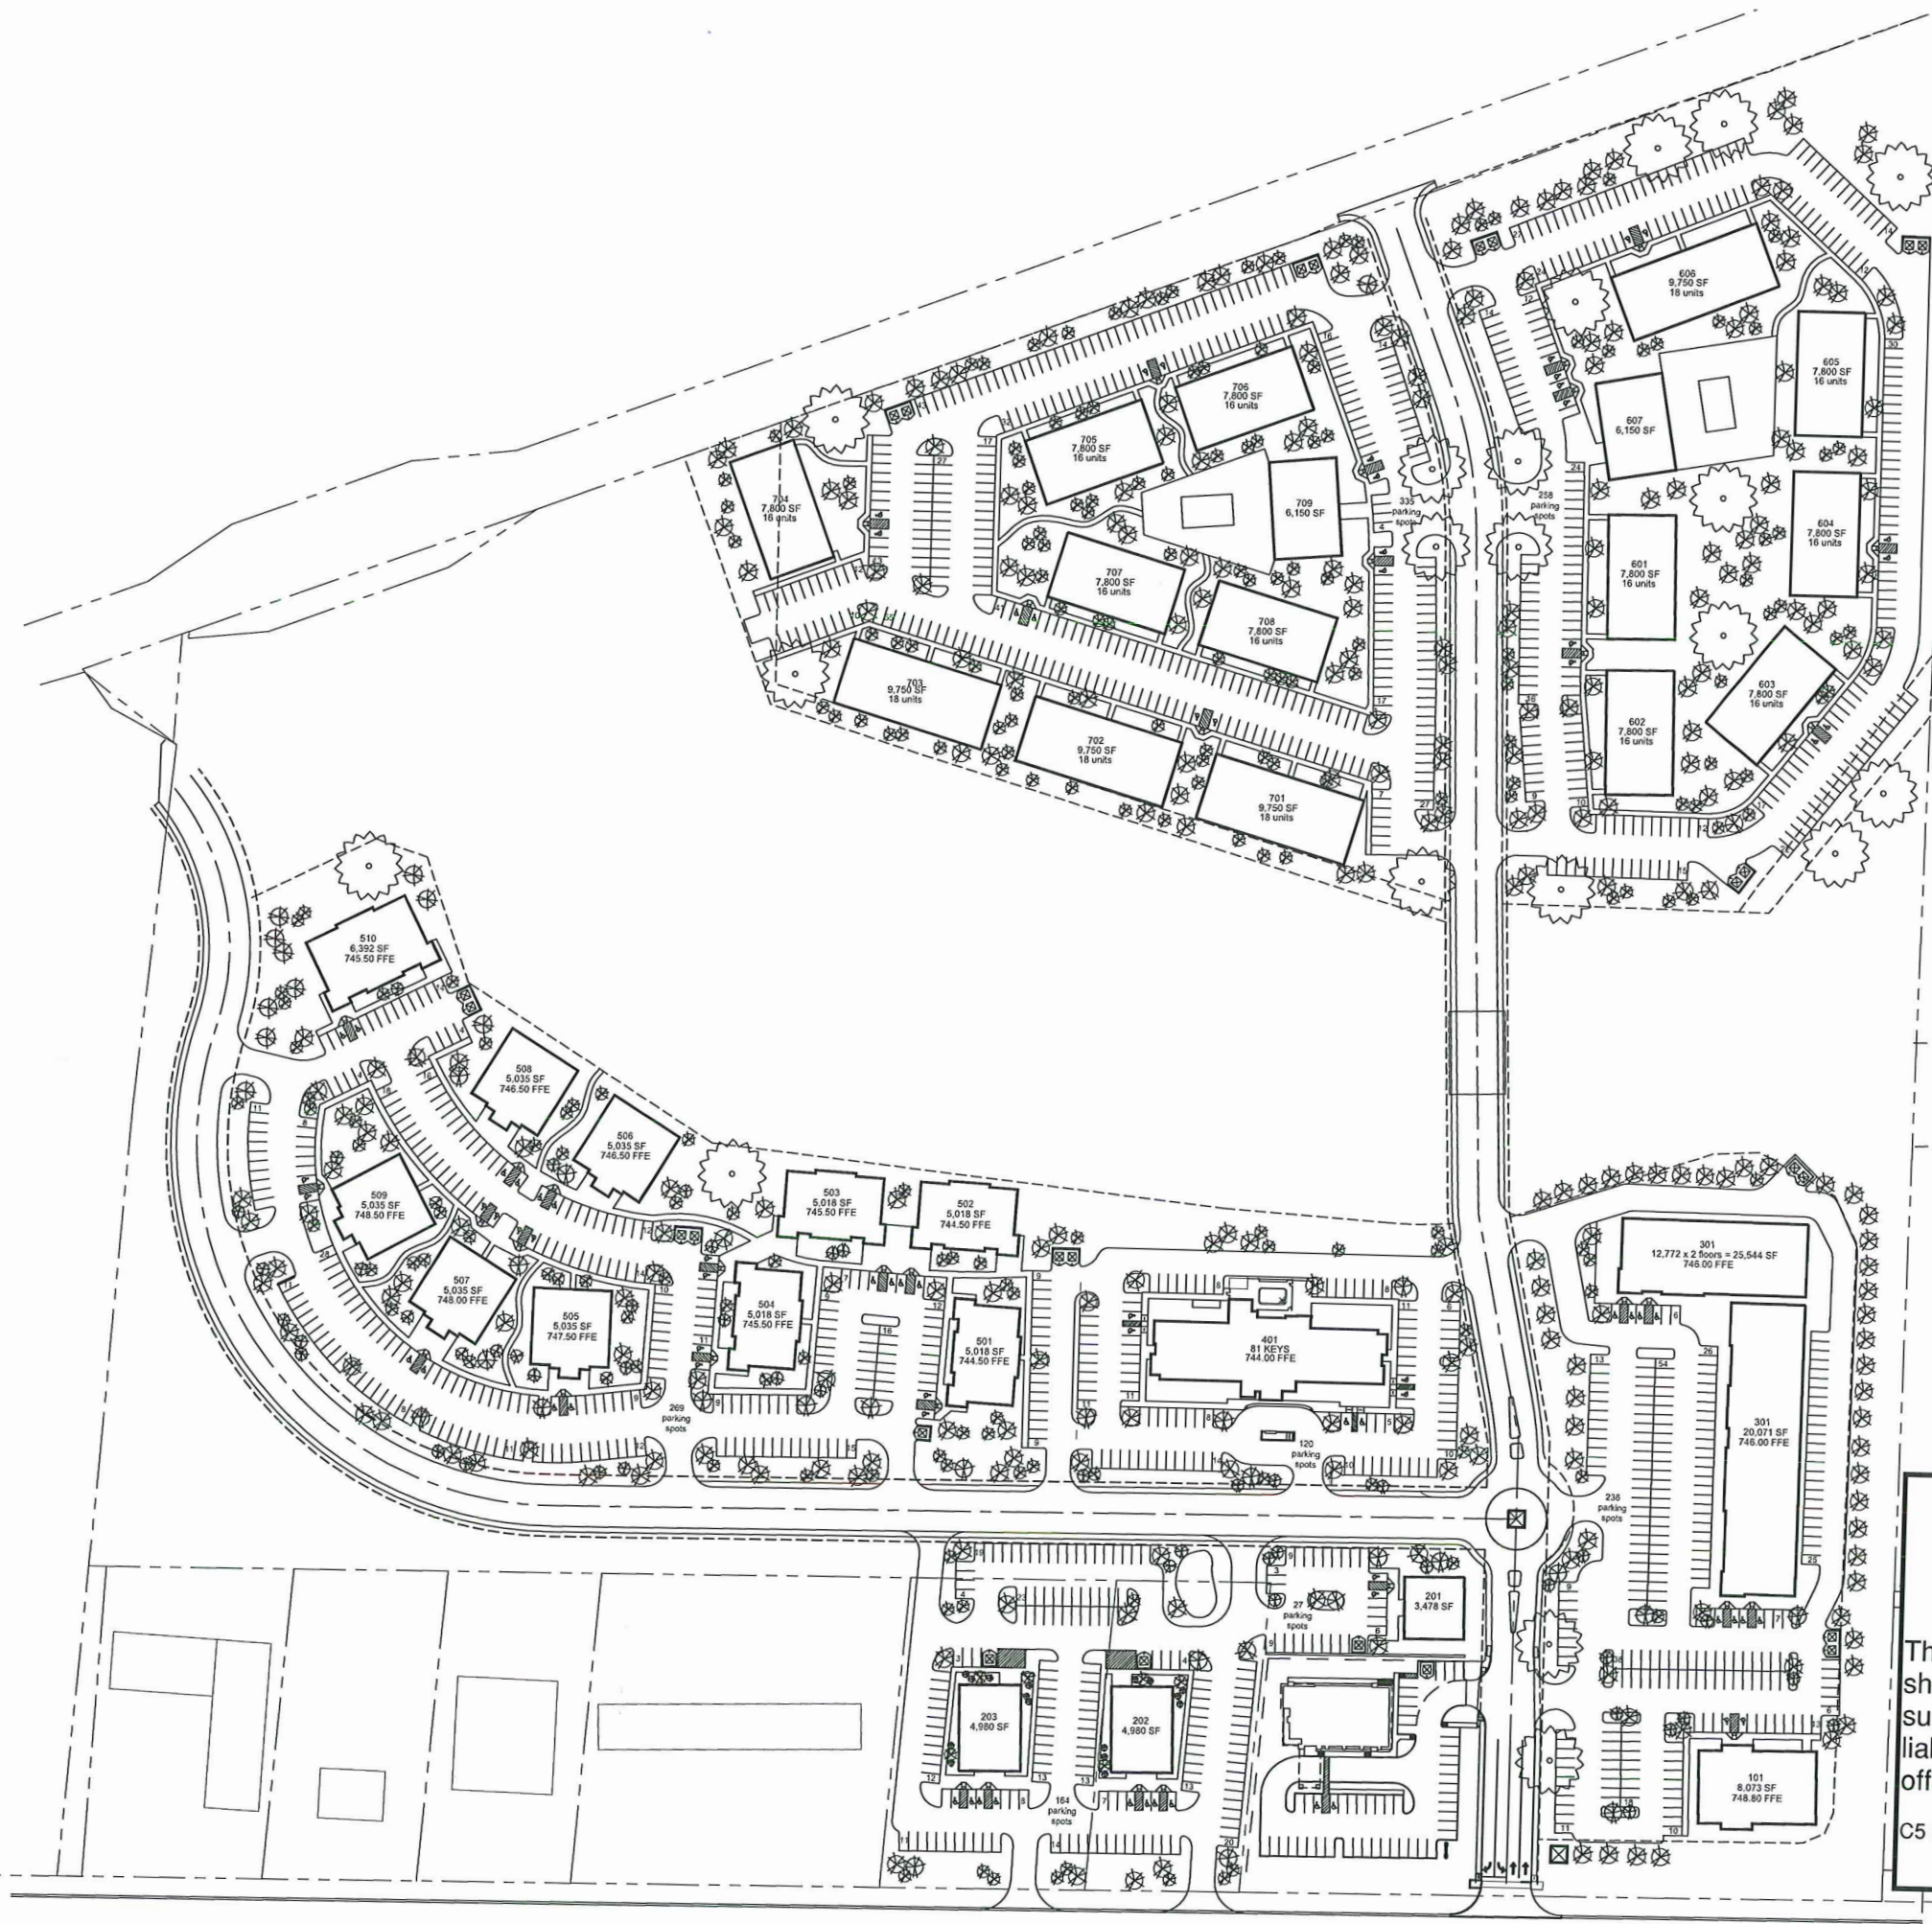 606
9,750 SF
18 units
605
7,800 SF
16 units
607
6,150 SF
604
7,800 SF
16 units
601
7,800 SF
16 units
603
7,800 SF
16 units
602
7,800 SF
16 units
258
parking
spots
706
7,800 SF
16 units
705
7,800 SF
16 units
704
7,800 SF
16 units
709
6,150 SF
335
parking
spots
707
7,800 SF
16 units
708
7,800 SF
16 units
703
9,750 SF
18 units
702
9,750 SF
18 units
701
9,750 SF
18 units
510
6,392 SF
745.50 FFE
508
5,035 SF
746.50 FFE
506
5,035 SF
746.50 FFE
509
5,035 SF
748.50 FFE
503
5,018 SF
745.50 FFE
502
5,018 SF
744.50 FFE
507
5,035 SF
748.00 FFE
505
5,035 SF
747.50 FFE
504
5,018 SF
745.50 FFE
501
5,018 SF
744.50 FFE
269
parking
spots
401
81 KEYS
744.00 FFE
120
parking
spots
301
12,772 x 2 floors = 25,544 SF
746.00 FFE
301
20,071 SF
746.00 FFE
238
parking
spots
201
3,478 SF
27
parking
spots
203
4,980 SF
202
4,980 SF
164
parking
spots
101
8,073 SF
748.80 FFE
Th
sh
su
lial
off
C5